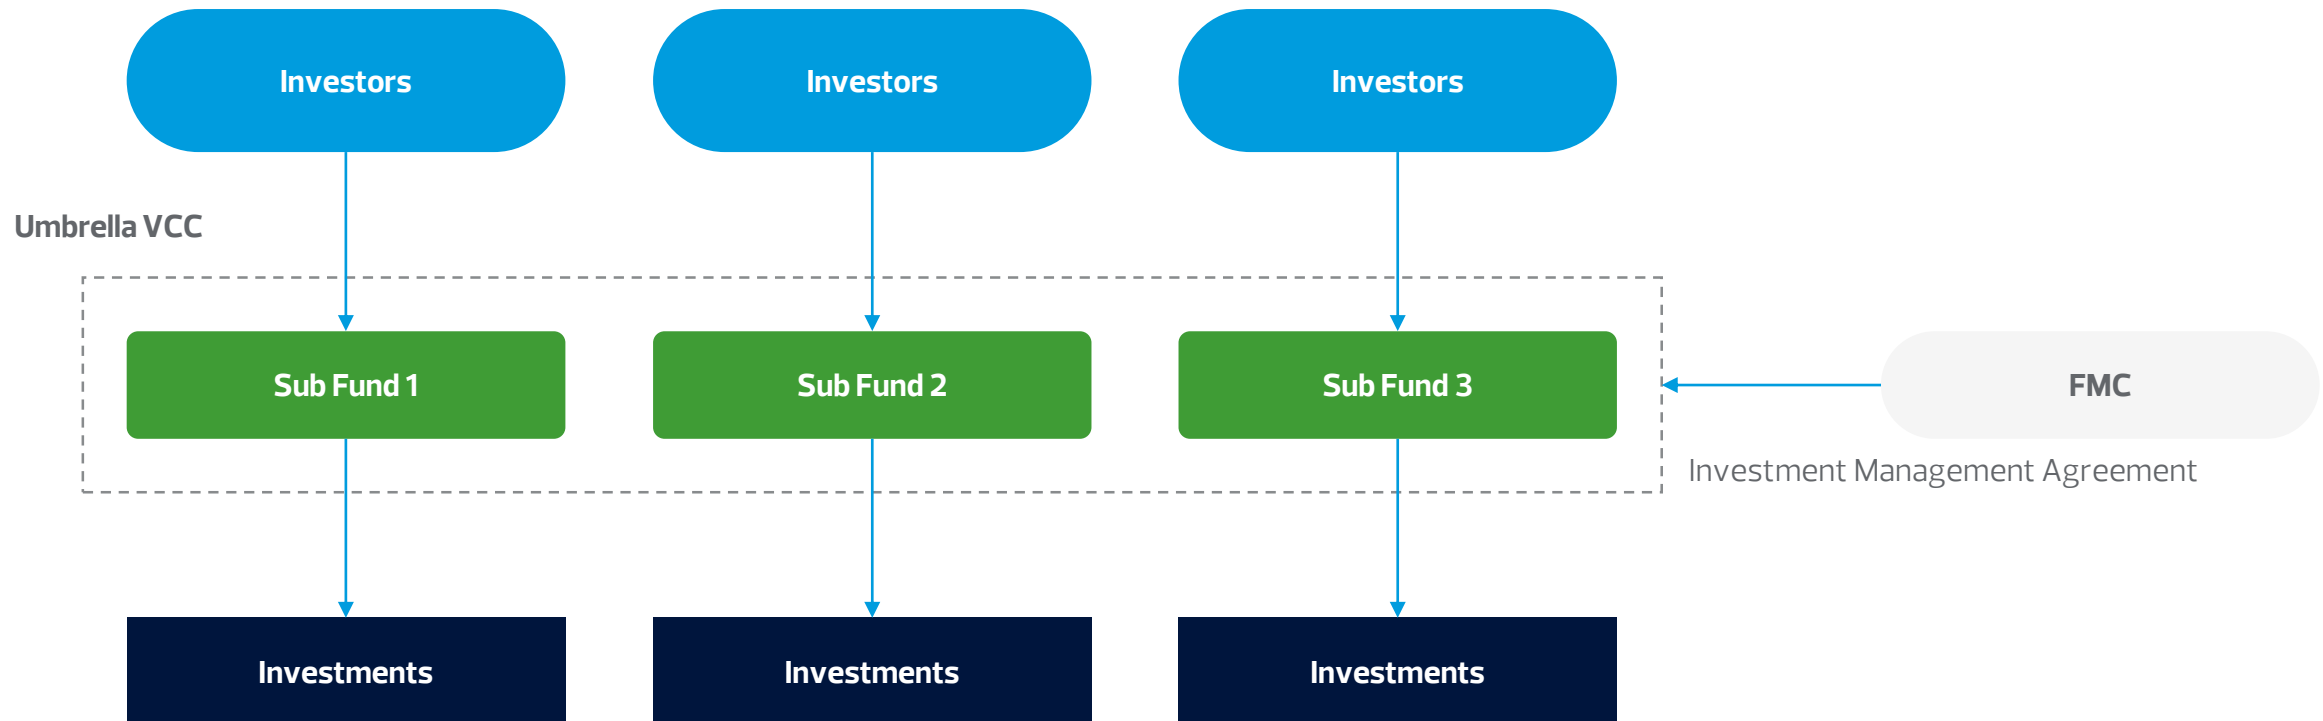 Investors
Investors
Investors
Umbrella VCC
Sub Fund 1
Sub Fund 2
Sub Fund 3
FMC
Investment Management Agreement
Investments
Investments
Investments